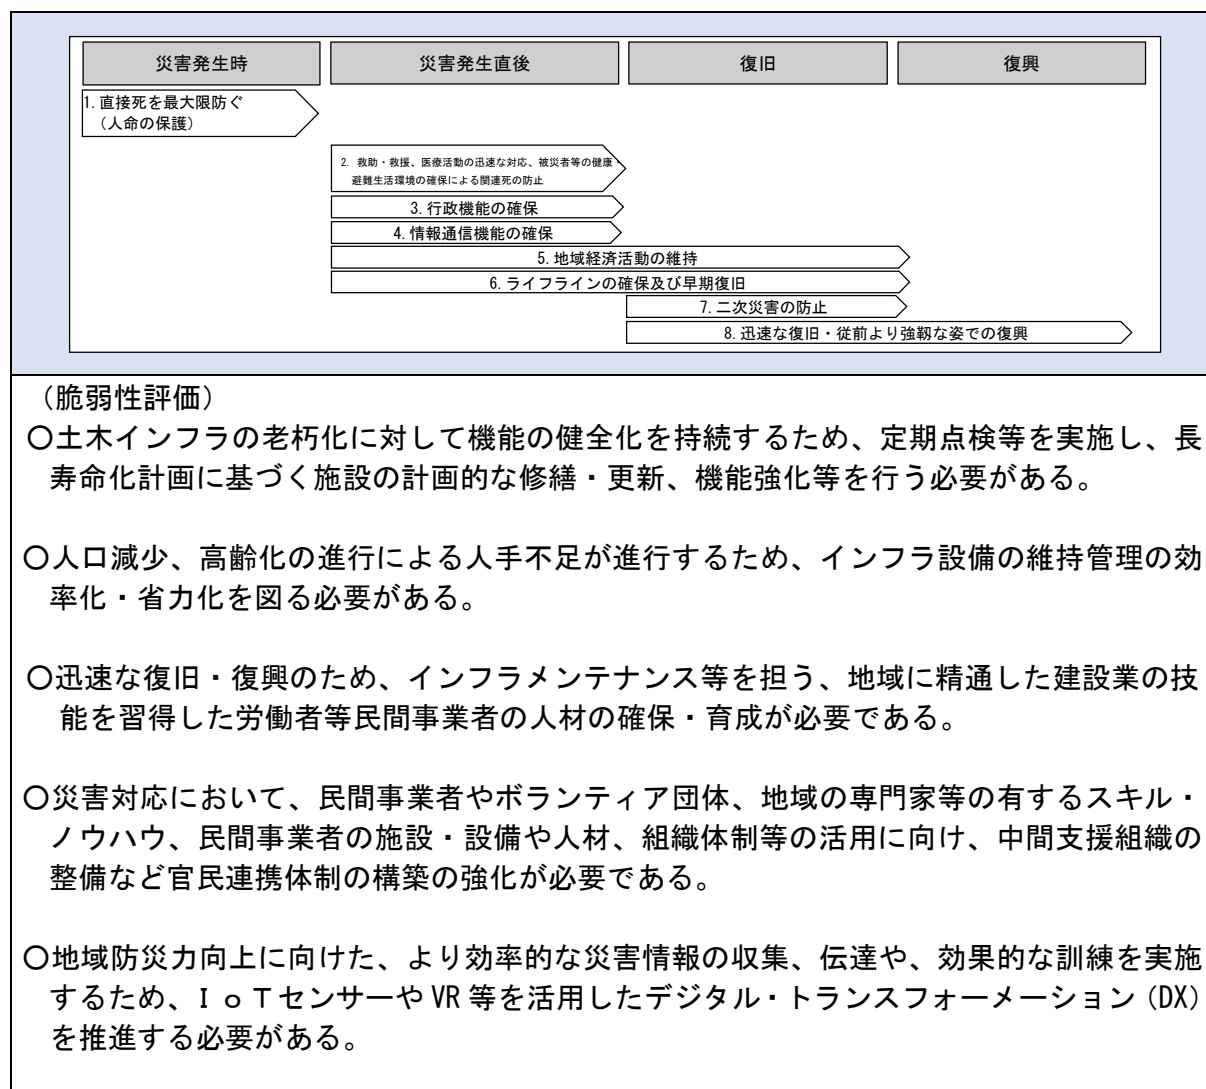 災害発生時
災害発生直後
復旧
復興
1. 直接死を最大限防ぐ
（人命の保護）
2. 救助・救援、医療活動の迅速な対応、被災者等の健康・
避難生活環境の確保による関連死の防止
3. 行政機能の確保
4. 情報通信機能の確保
5. 地域経済活動の維持
6. ライフラインの確保及び早期復旧
7. 二次災害の防止
8. 迅速な復旧・従前より強靱な姿での復興
（脆弱性評価）
〇土木インフラの老朽化に対して機能の健全化を持続するため、定期点検等を実施し、長
寿命化計画に基づく施設の計画的な修繕・更新、機能強化等を行う必要がある。
〇人口減少、高齢化の進行による人手不足が進行するため、インフラ設備の維持管理の効
率化・省力化を図る必要がある。
〇迅速な復旧・復興のため、インフラメンテナンス等を担う、地域に精通した建設業の技
能を習得した労働者等民間事業者の人材の確保・育成が必要である。
〇災害対応において、民間事業者やボランティア団体、地域の専門家等の有するスキル・
ノウハウ、民間事業者の施設・設備や人材、組織体制等の活用に向け、中間支援組織の
整備など官民連携体制の構築の強化が必要である。
〇地域防災力向上に向けた、より効率的な災害情報の収集、伝達や、効果的な訓練を実施
するため、ＩｏＴセンサーや VR 等を活用したデジタル・トランスフォーメーション(DX)
を推進する必要がある。